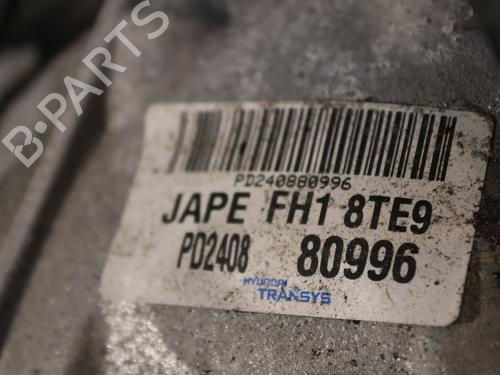 B-PARTS
PD240880996
JAPE FH1 8TE9
PD2408 80996
HYUNDAI
TRANSYS